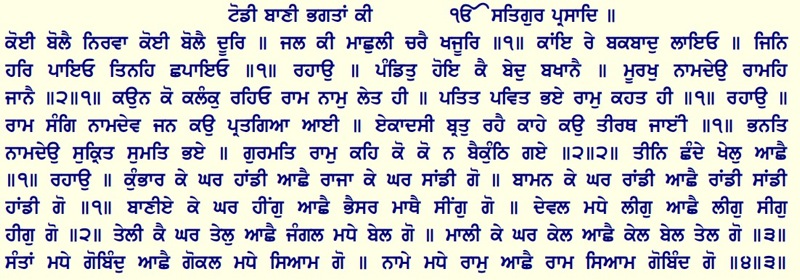 ਟੋਡੀ ਬਾਣੀ ਭਗਤਾਂ ਕੀ ੴ ਸਤਿਗੁਰ ਪ੍ਰਸਾਦਿ ॥
ਕੋਈ ਬੋਲੈ ਨਿਰਵਾ ਕੋਈ ਬੋਲੈ ਦੂਰਿ ॥ ਜਲ ਕੀ ਮਾਛੁਲੀ ਚਰੈ ਖਜੂਰਿ ॥੧॥ ਕਾਂਇ ਰੇ ਬਕਬਾਦੁ ਲਾਇਓ ॥ ਜਿਨਿ
ਹਰਿ ਪਾਇਓ ਤਿਨਹਿ ਛਪਾਇਓ ॥੧॥ ਰਹਾਉ ॥ ਪੰਡਿਤੁ ਹੋਇ ਕੈ ਬੇਦੁ ਬਖਾਨੈ ॥ ਮੂਰਖੁ ਨਾਮਦੇਉ ਰਾਮਹਿ
ਜਾਨੈ ॥੨॥੧॥ ਕਉਨ ਕੋ ਕਲੰਕੁ ਰਹਿਓ ਰਾਮ ਨਾਮੁ ਲੇਤ ਹੀ ॥ ਪਤਿਤ ਪਵਿਤ ਭਏ ਰਾਮੁ ਕਹਤ ਹੀ ॥੧॥ ਰਹਾਉ ॥
ਰਾਮ ਸੰਗਿ ਨਾਮਦੇਵ ਜਨ ਕਉ ਪ੍ਰਤਗਿਆ ਆਈ ॥ ਏਕਾਦਸੀ ਬ੍ਰਤੁ ਰਹੈ ਕਾਹੇ ਕਉ ਤੀਰਥ ਜਾਈਂ ॥੧॥ ਭਨਤਿ
ਨਾਮਦੇਉ ਸੁਕ੍ਰਿਤ ਸੁਮਤਿ ਭਏ ॥ ਗੁਰਮਤਿ ਰਾਮੁ ਕਹਿ ਕੋ ਕੋ ਨ ਬੈਕੁੰਠਿ ਗਏ ॥੨॥੨॥ ਤੀਨਿ ਛੰਦੇ ਖੇਲੁ ਆਛੈ
॥੧॥ ਰਹਾਉ ॥ ਕੁੰਭਾਰ ਕੇ ਘਰ ਹਾਂਡੀ ਆਛੈ ਰਾਜਾ ਕੇ ਘਰ ਸਾਂਡੀ ਗੋ ॥ ਬਾਮਨ ਕੇ ਘਰ ਰਾਂਡੀ ਆਛੈ ਰਾਂਡੀ ਸਾਂਡੀ
ਹਾਂਡੀ ਗੋ ॥੧॥ ਬਾਣੀਏ ਕੇ ਘਰ ਹੀਂਗੁ ਆਛੈ ਭੈਸਰ ਮਾਥੈ ਸੀਂਗੁ ਗੋ ॥ ਦੇਵਲ ਮਧੇ ਲੀਗੁ ਆਛੈ ਲੀਗੁ ਸੀਗੁ
ਹੀਗੁ ਗੋ ॥੨॥ ਤੇਲੀ ਕੈ ਘਰ ਤੇਲੁ ਆਛੈ ਜੰਗਲ ਮਧੇ ਬੇਲ ਗੋ ॥ ਮਾਲੀ ਕੇ ਘਰ ਕੇਲ ਆਛੈ ਕੇਲ ਬੇਲ ਤੇਲ ਗੋ ॥੩॥
ਸੰਤਾਂ ਮਧੇ ਗੋਬਿੰਦੁ ਆਛੈ ਗੋਕਲ ਮਧੇ ਸਿਆਮ ਗੋ ॥ ਨਾਮੇ ਮਧੇ ਰਾਮੁ ਆਛੈ ਰਾਮ ਸਿਆਮ ਗੋਬਿੰਦ ਗੋ ॥੪॥੩॥